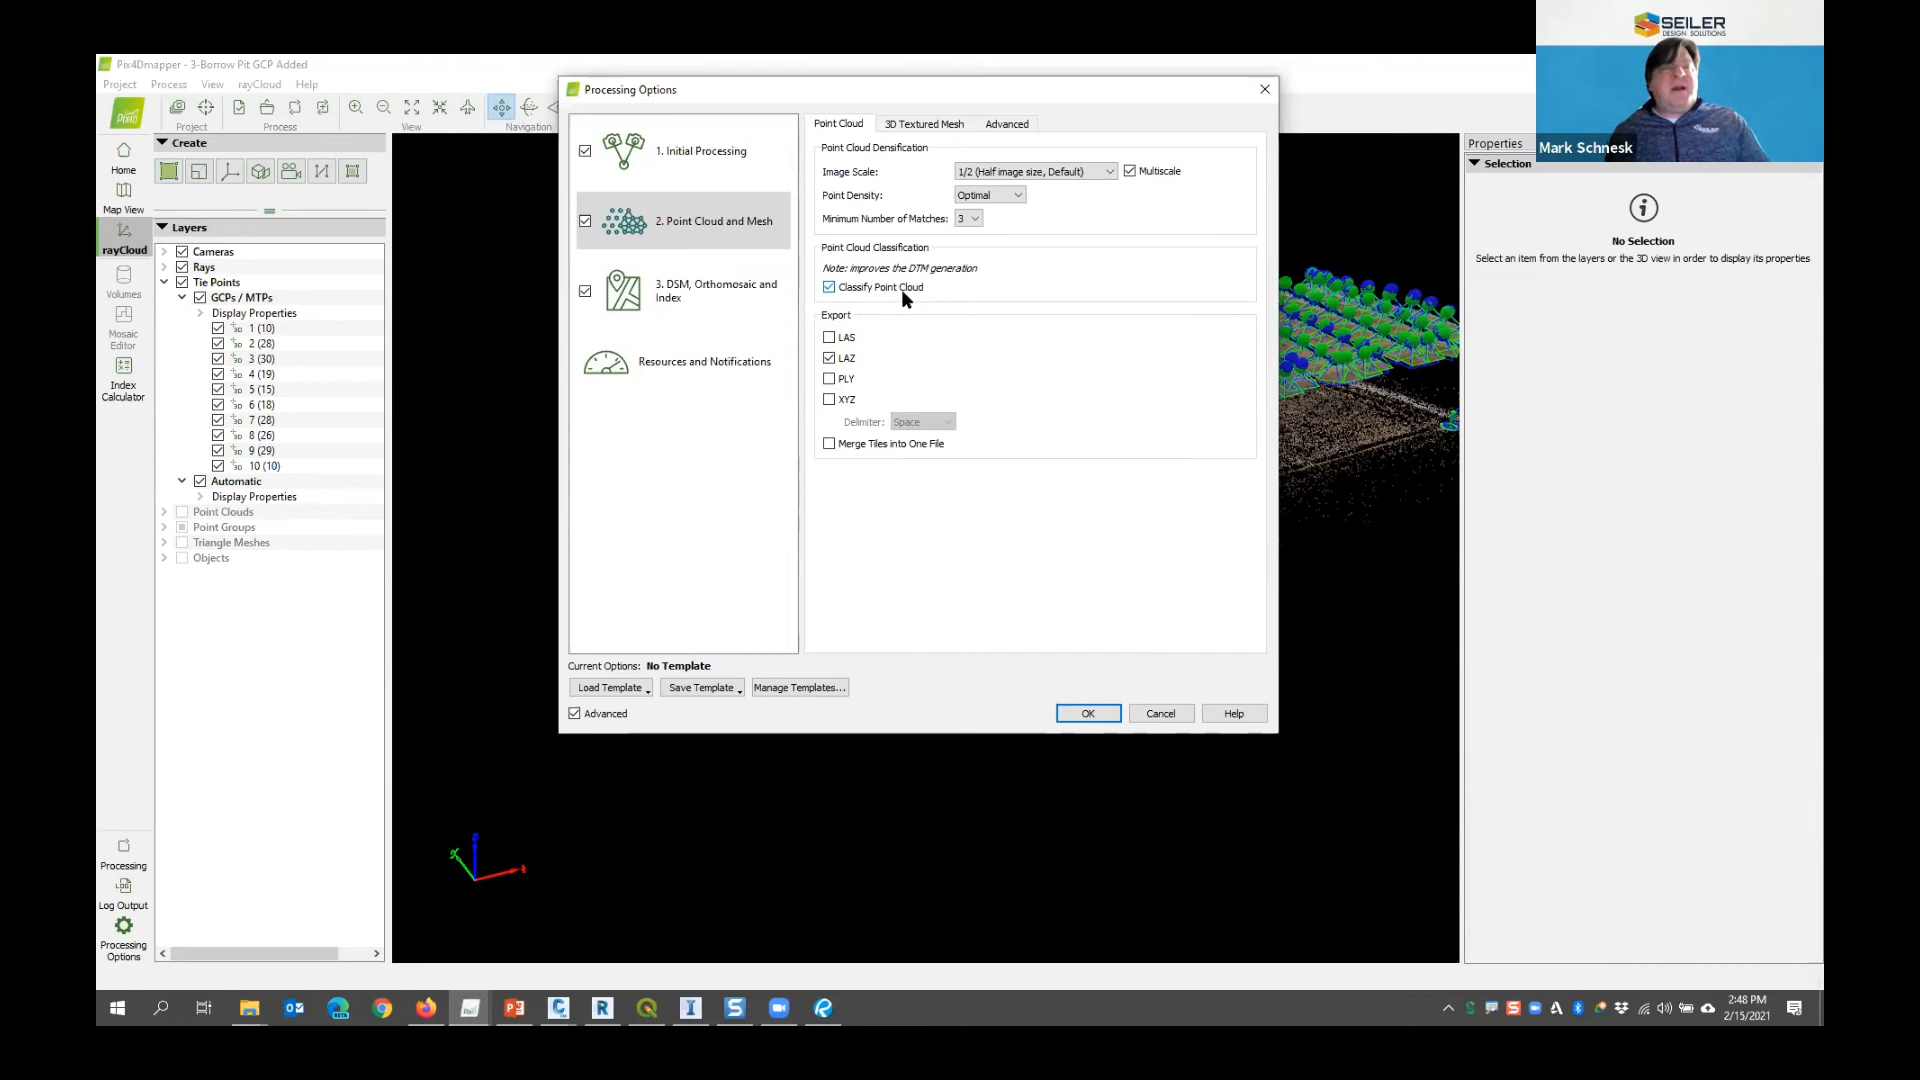 SEILER
DESIGN SOLUTIONS
Mark Schnesk
Pix4Dmapper - 3-Borrow Pit GCP Added
Project Process View rayCloud Help
Project Process View Navigation
Home
Map View
rayCloud
Volumes
Mosaic
Editor
Index
Calculator
Processing
Log Output
Processing
Options
Create
Layers
Cameras
Rays
Tie Points
GCPs / MTPs
Display Properties
1 (10)
2 (28)
3 (30)
4 (19)
5 (15)
6 (18)
7 (28)
8 (26)
9 (29)
10 (10)
Automatic
Display Properties
Point Clouds
Point Groups
Triangle Meshes
Objects
Processing Options
1. Initial Processing
2. Point Cloud and Mesh
3. DSM, Orthomosaic and
Index
Resources and Notifications
Point Cloud 3D Textured Mesh Advanced
Point Cloud Densification
Image Scale: 1/2 (Half image size, Default) Multiscale
Point Density: Optimal
Minimum Number of Matches: 3
Point Cloud Classification
Note: improves the DTM generation
Classify Point Cloud
Export
LAS
LAZ
PLY
XYZ
Delimiter: Space
Merge Tiles into One File
Current Options: No Template
Load Template Save Template Manage Templates...
Advanced
OK Cancel Help
Properties
Selection
No Selection
Select an item from the layers or the 3D view in order to display its properties
2:48 PM
2/15/2021